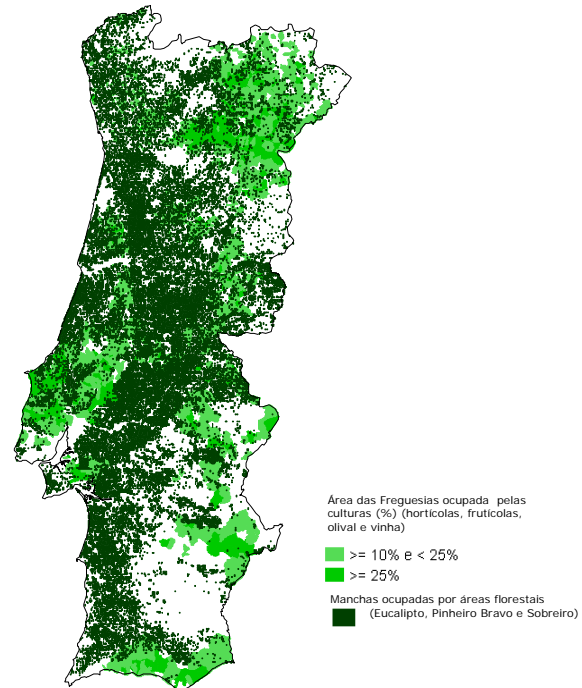 Área das Freguesias ocupada pelas
culturas (%) (hortícolas, frutícolas,
olival e vinha)
>= 10% e < 25%
>= 25%
Manchas ocupadas por áreas florestais
(Eucalipto, Pinheiro Bravo e Sobreiro)